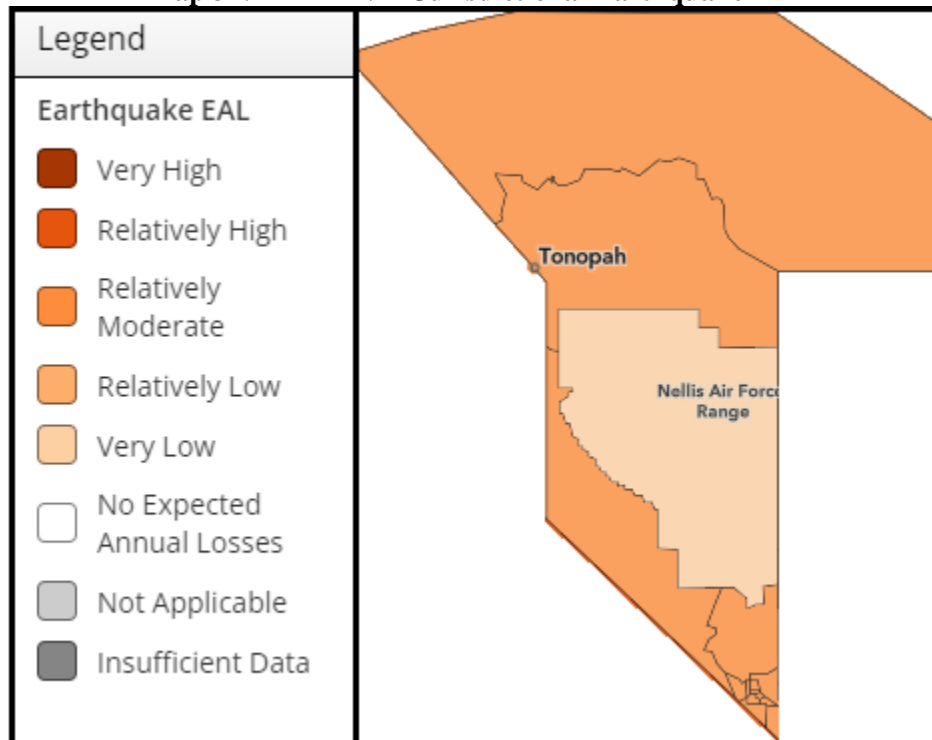 Legend
Earthquake EAL
Very High
Relatively High
Relatively
Moderate
Relatively Low
Very Low
No Expected
Annual Losses
Not Applicable
Insufficient Data
Tonopah
Nellis Air Force
Range